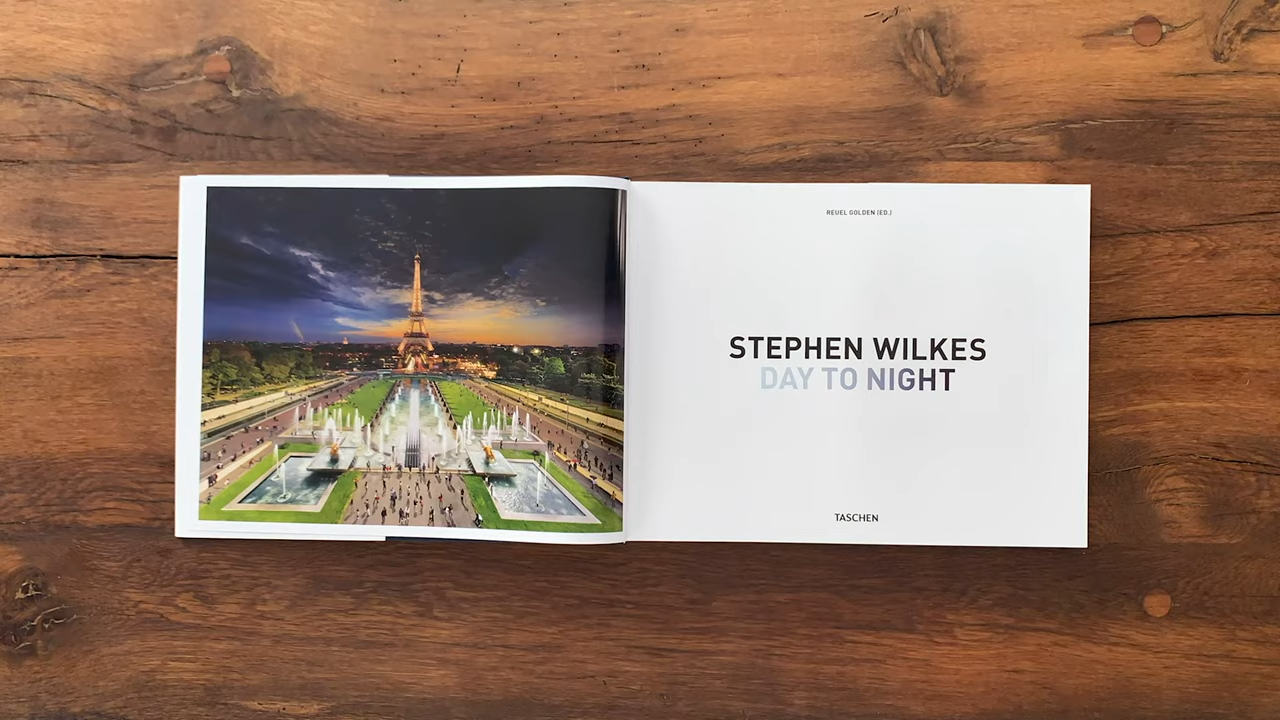 REUEL GOLDEN (ED.)
STEPHEN WILKES
DAY TO NIGHT
TASCHEN